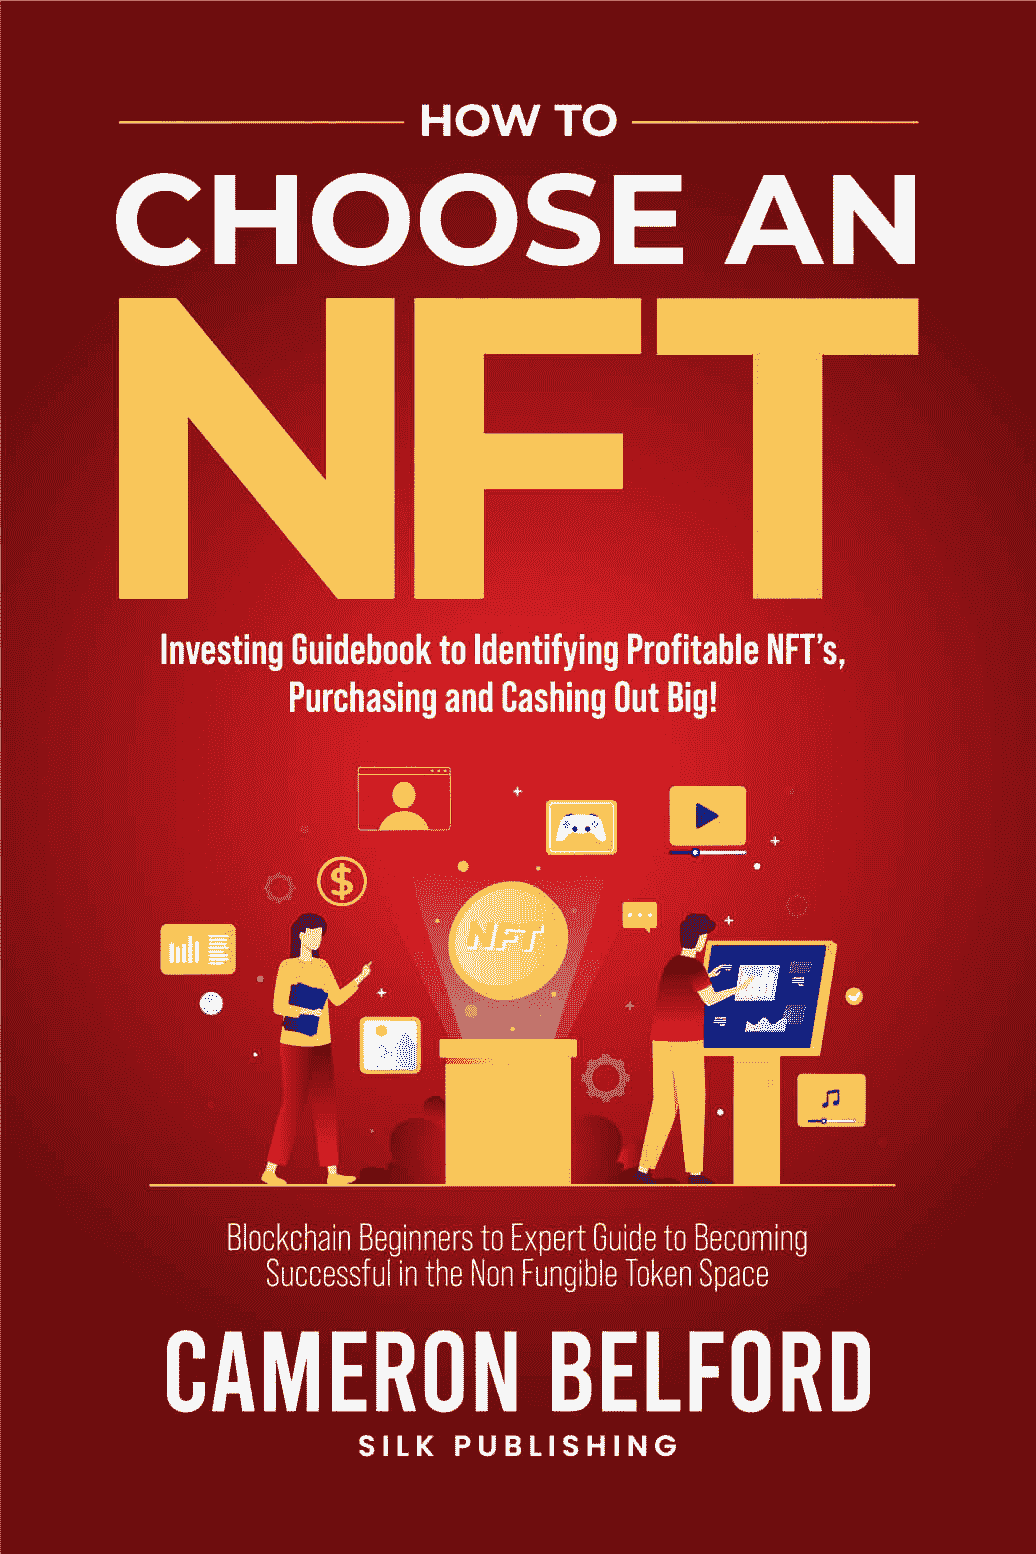 HOW TO
CHOOSE AN
NFT
Investing Guidebook to Identifying Profitable NFT's,
Purchasing and Cashing Out Big!
$
NFT
Blockchain Beginners to Expert Guide to Becoming
Successful in the Non Fungible Token Space
CAMERON BELFORD
SILK PUBLISHING